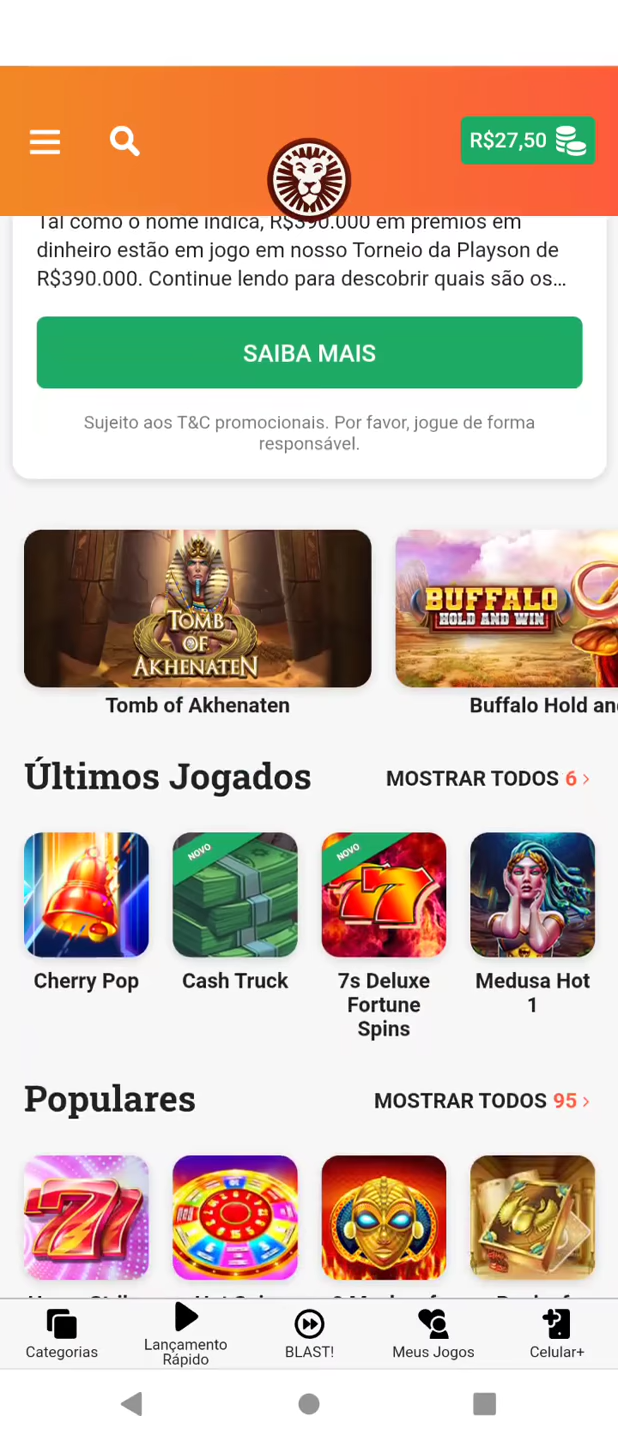 R$27,50
Tal como o nome indica, R$390.000 em prêmios em
dinheiro estão em jogo em nosso Torneio da Playson de
R$390.000. Continue lendo para descobrir quais são os…
SAIBA MAIS
Sujeito aos T&C promocionais. Por favor, jogue de forma
responsável.
TOMB
OF
AKHENATEN
BUFFALO
HOLD AND WIN
Tomb of Akhenaten
Buffalo Hold an
Últimos Jogados
MOSTRAR TODOS 6 >
NOVO
NOVO
Cherry Pop
Cash Truck
7s Deluxe
Fortune
Spins
Medusa Hot
1
Populares
MOSTRAR TODOS 95 >
Categorias
Lançamento
Rápido
BLAST!
Meus Jogos
Celular+